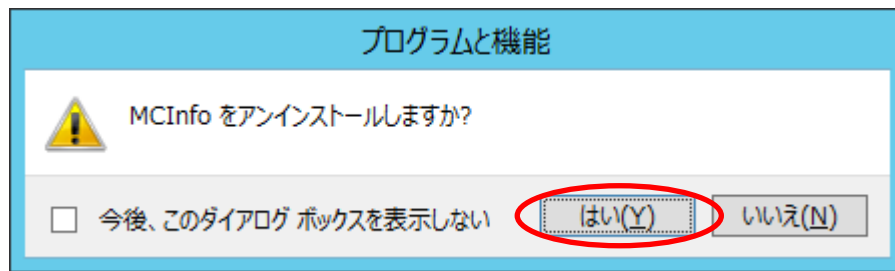 プログラムと機能
MCInfo をアンインストールしますか?
今後、このダイアログ ボックスを表示しない
はい(Y)
いいえ(N)